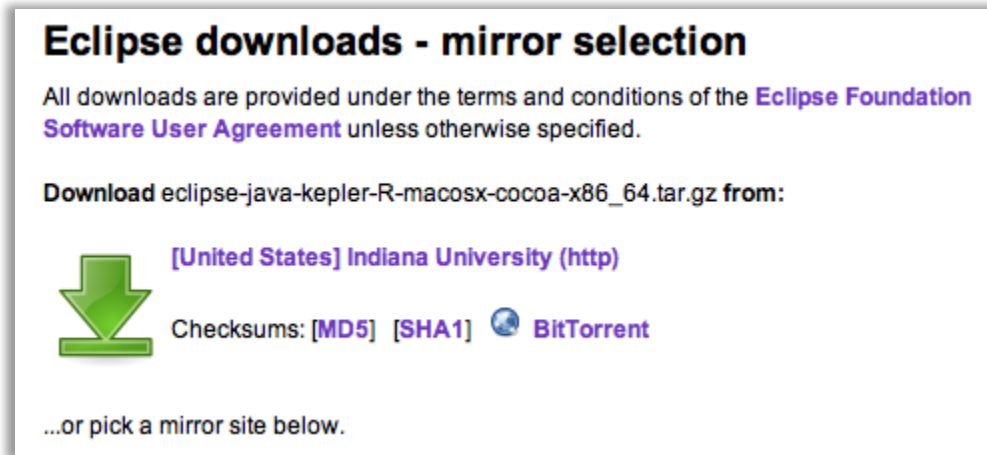 Eclipse downloads - mirror selection
All downloads are provided under the terms and conditions of the Eclipse Foundation
Software User Agreement unless otherwise specified.
Download eclipse-java-kepler-R-macosx-cocoa-x86_64.tar.gz from:
[United States] Indiana University (http)
Checksums: [MD5] [SHA1] BitTorrent
...or pick a mirror site below.